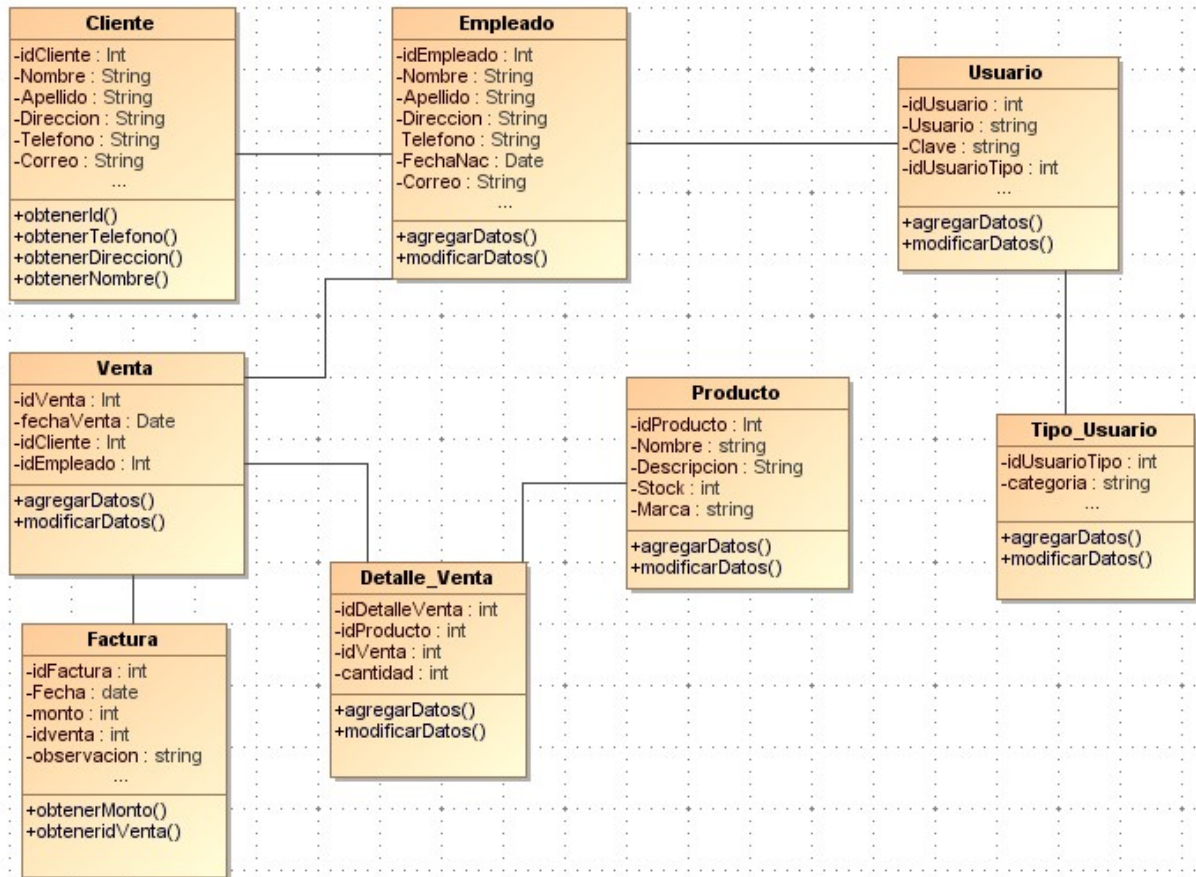 Cliente
-idCliente : Int
-Nombre : String
-Apellido : String
-Direccion : String
-Telefono : String
-Correo : String
...
+obtenerId()
+obtenerTelefono()
+obtenerDireccion()
+obtenerNombre()
Empleado
-idEmpleado : Int
-Nombre : String
-Apellido : String
-Direccion : String
Telefono : String
-FechaNac : Date
-Correo : String
...
+agregarDatos()
+modificarDatos()
Usuario
-idUsuario : int
-Usuario : string
-Clave : string
-idUsuarioTipo : int
...
+agregarDatos()
+modificarDatos()
Venta
-idVenta : Int
-fechaVenta : Date
-idCliente : Int
-idEmpleado : Int
+agregarDatos()
+modificarDatos()
Producto
-idProducto : Int
-Nombre : string
-Descripcion : String
-Stock : int
-Marca : string
+agregarDatos()
+modificarDatos()
Tipo_Usuario
-idUsuarioTipo : int
-categoria : string
...
+agregarDatos()
+modificarDatos()
Detalle_Venta
-idDetalleVenta : int
-idProducto : int
-idVenta : int
-cantidad : int
+agregarDatos()
+modificarDatos()
Factura
-idFactura : int
-Fecha : date
-monto : int
-idventa : int
-observacion : string
...
+obtenerMonto()
+obteneridVenta()